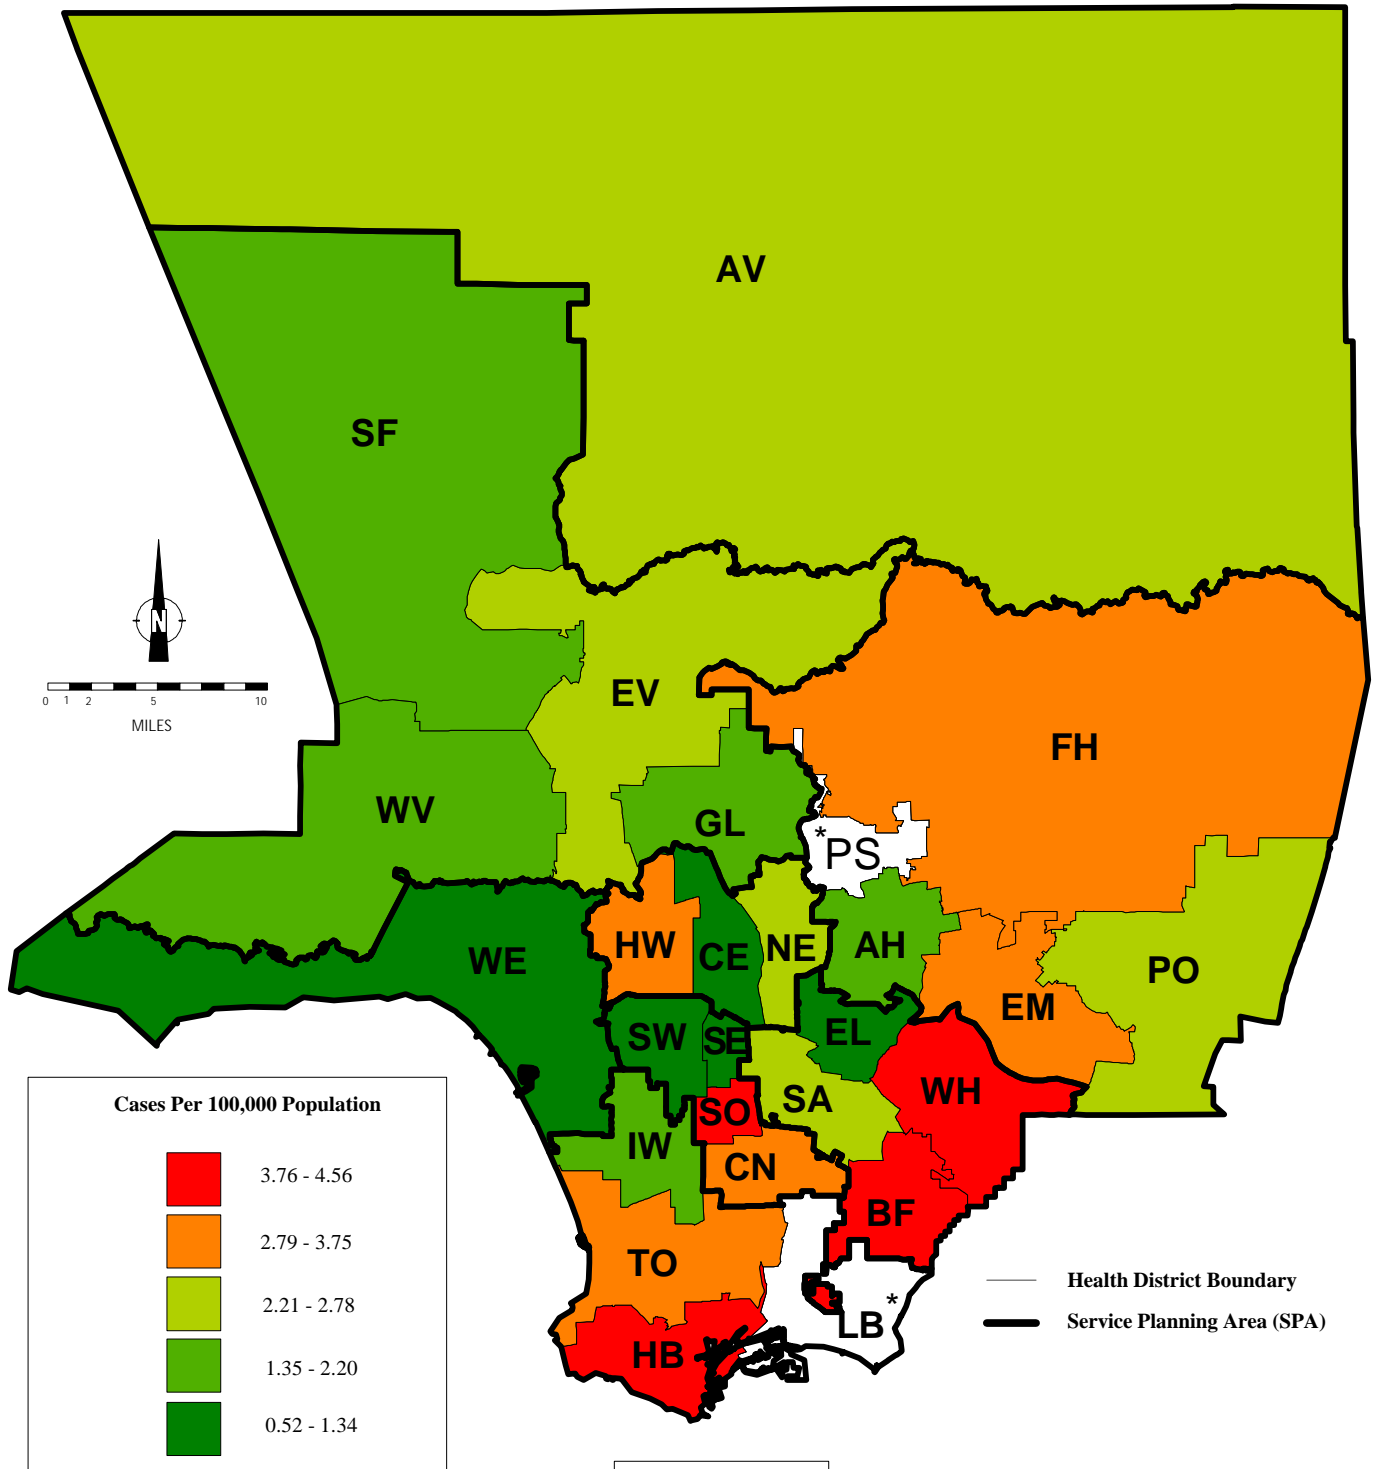 AV
SF
N
0 1 2 5 10
MILES
EV
FH
WV
GL
*PS
HW
CE
NE
AH
WE
PO
EM
SW
SE
EL
WH
SA
SO
IW
CN
BF
TO
LB*
HB
Cases Per 100,000 Population
3.76 - 4.56
2.79 - 3.75
2.21 - 2.78
1.35 - 2.20
0.52 - 1.34
Health District Boundary
Service Planning Area (SPA)